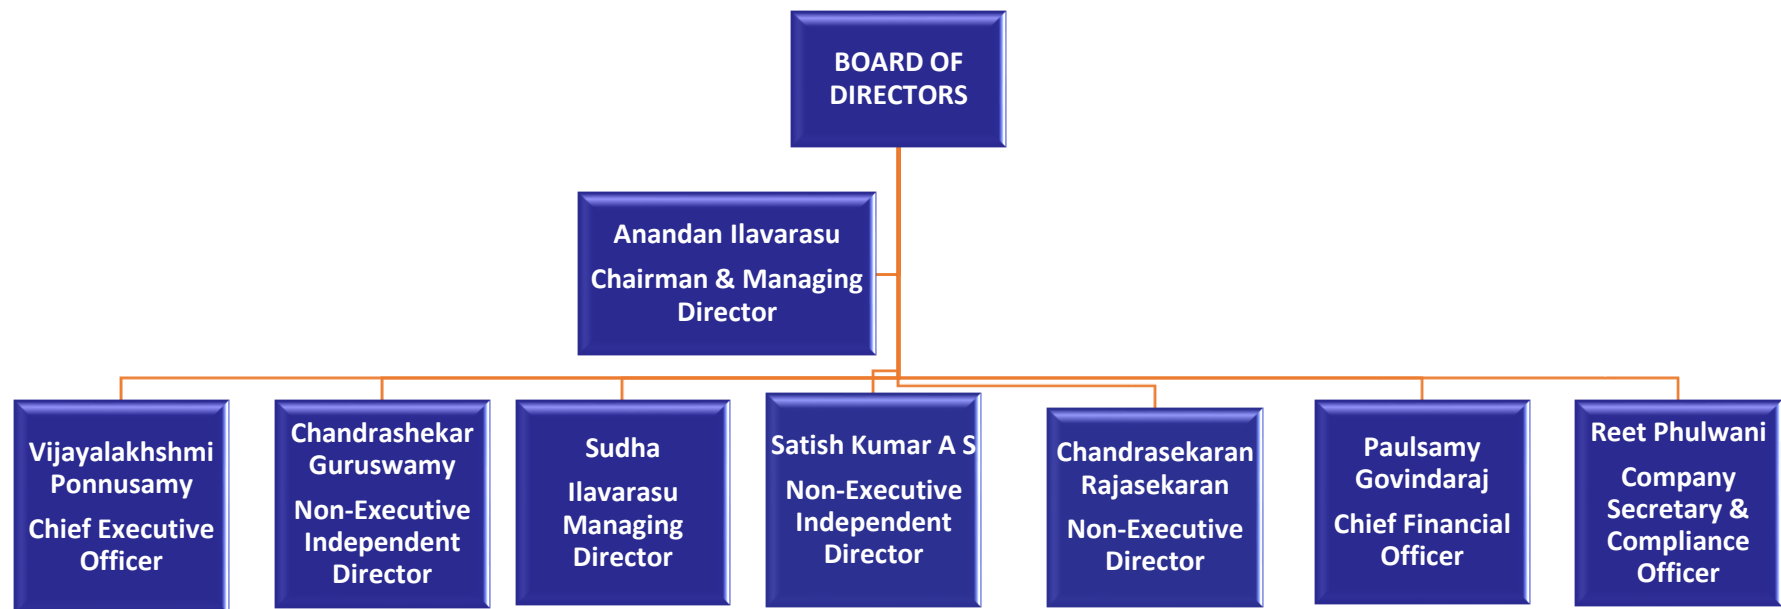 BOARD OF
DIRECTORS
Anandan Ilavarasu
Chairman & Managing
Director
Vijayalakhshmi
Ponnusamy
Chief Executive
Officer
Chandrashekar
Guruswamy
Non-Executive
Independent
Director
Sudha
Ilavarasu
Managing
Director
Satish Kumar A S
Non-Executive
Independent
Director
Chandrasekaran
Rajasekaran
Non-Executive
Director
Paulsamy
Govindaraj
Chief Financial
Officer
Reet Phulwani
Company
Secretary &
Compliance
Officer